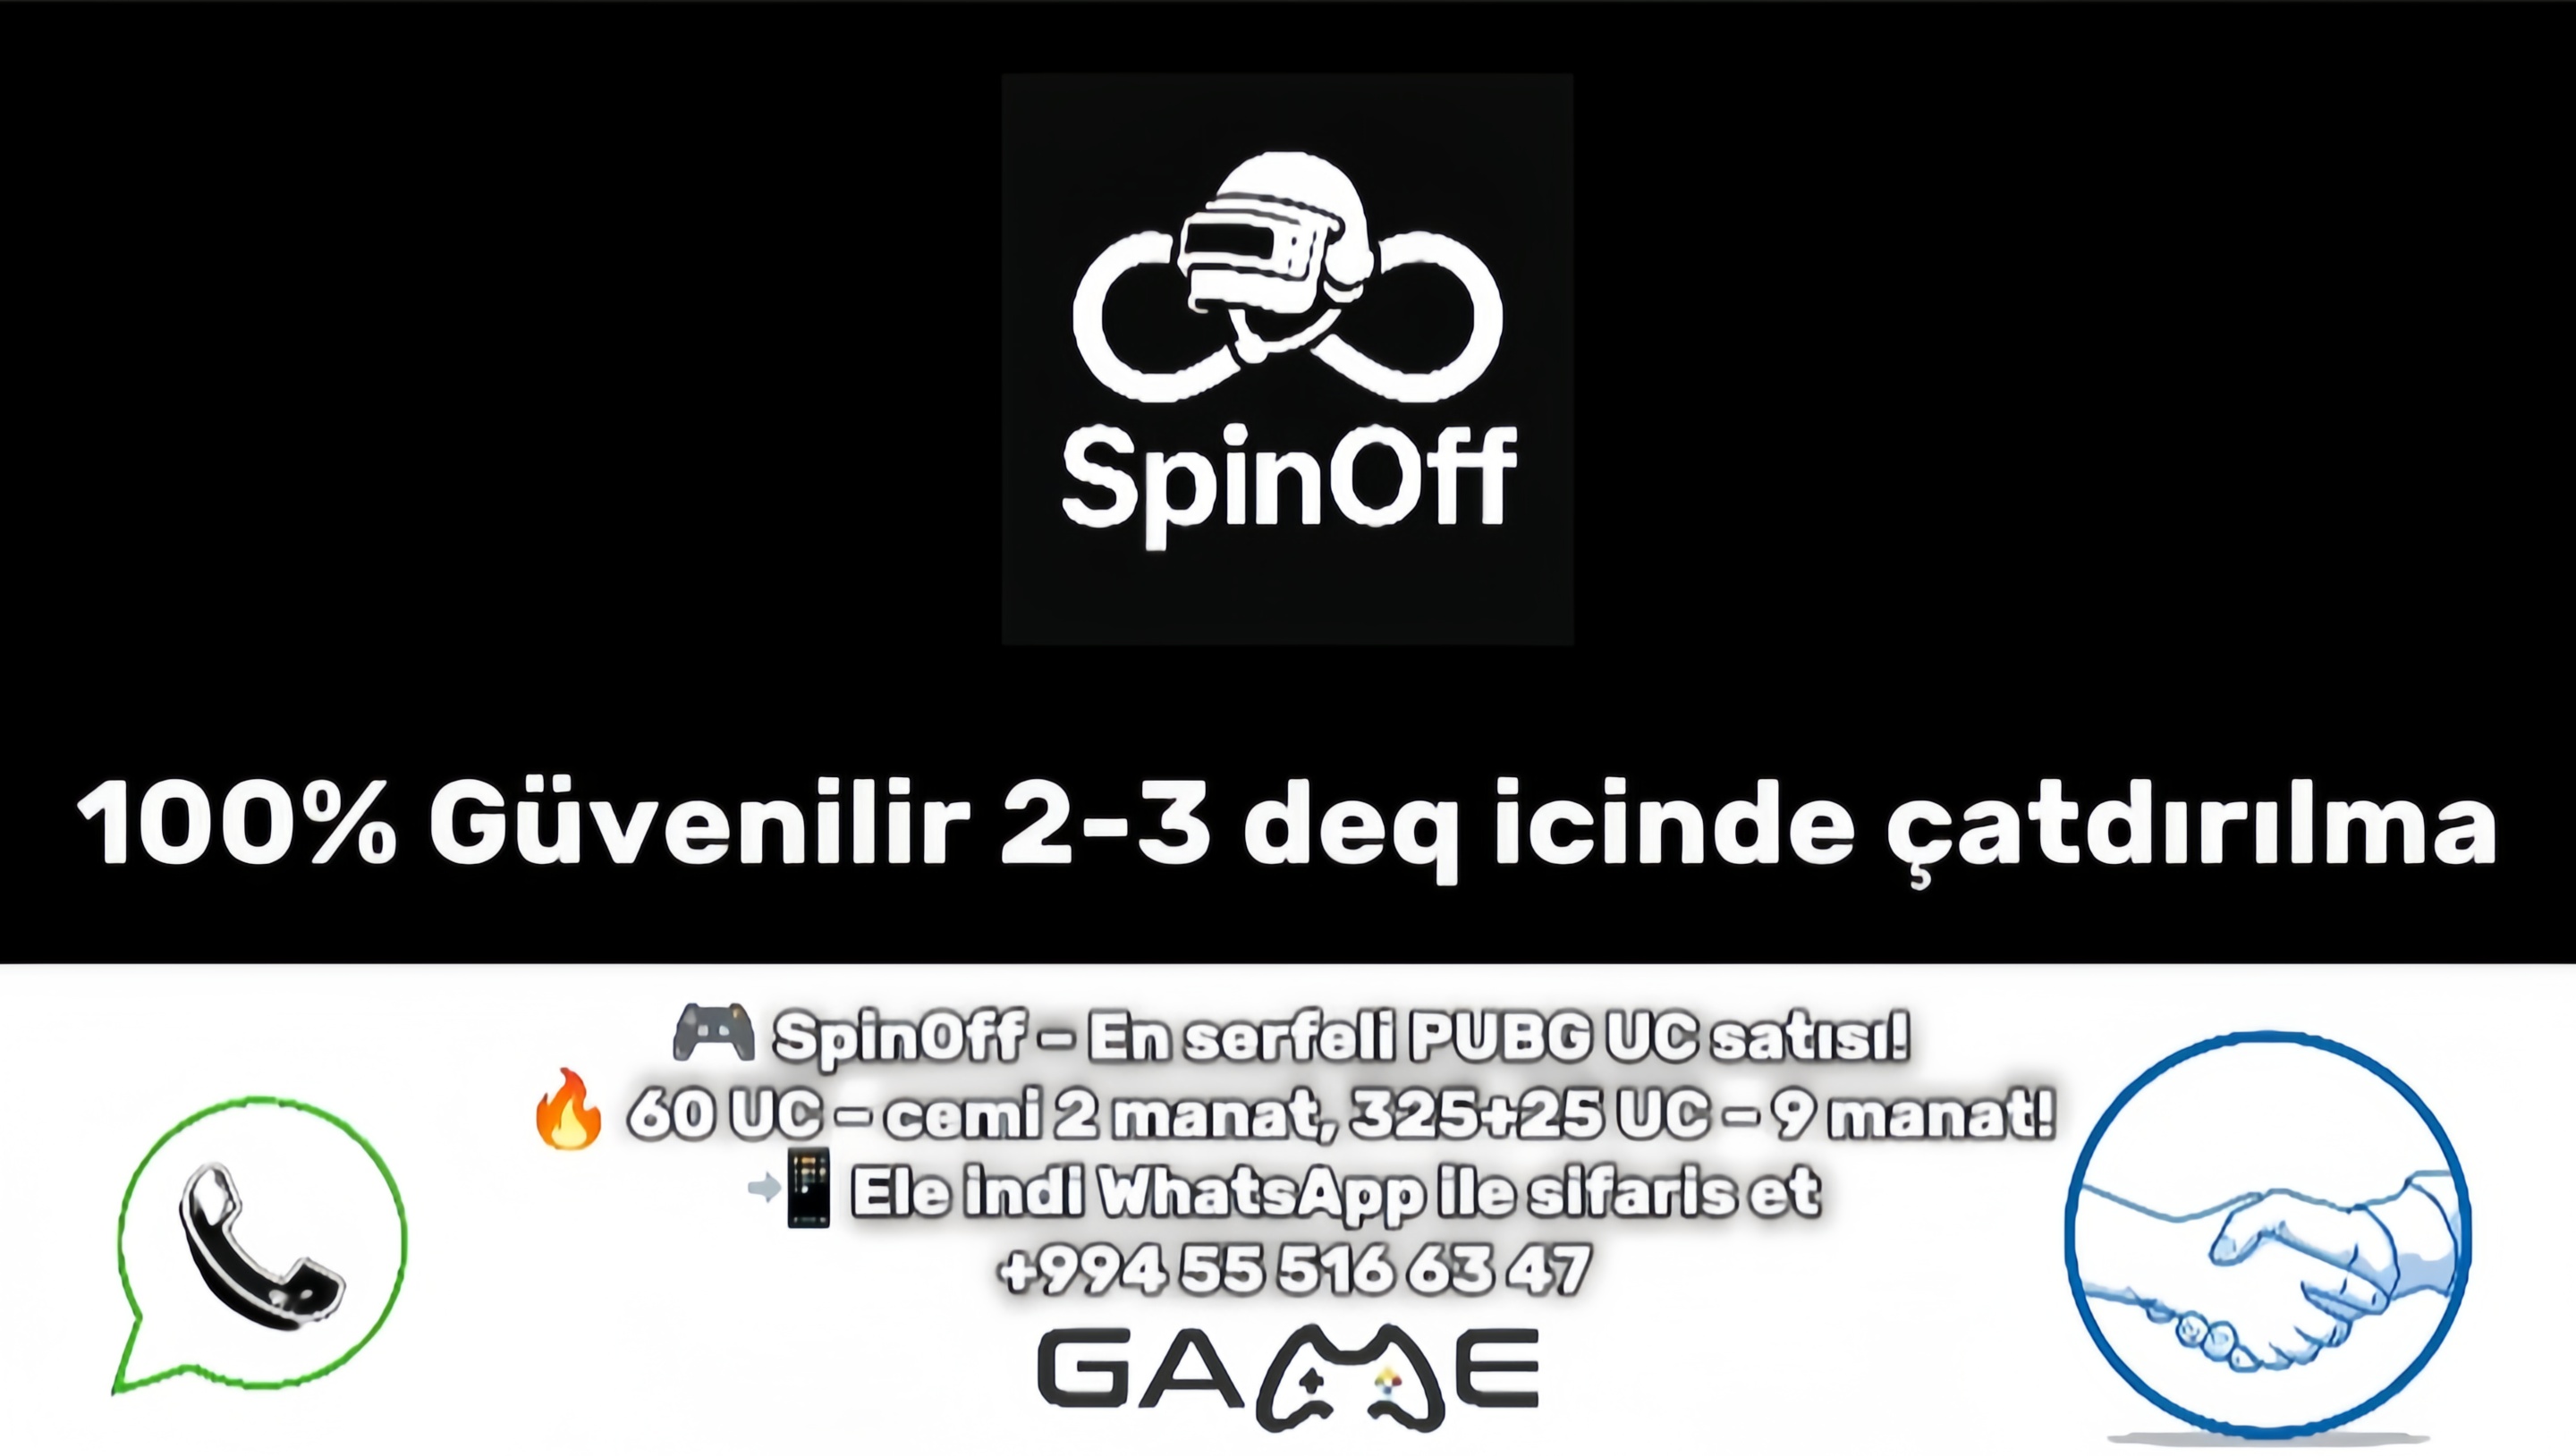 SpinOff
100% Güvenilir 2-3 deq icinde çatdırılma
SpinOff – En serfeli PUBG UC satısı!
60 UC – cemi 2 manat, 325+25 UC – 9 manat!
Ele indi WhatsApp ile sifaris et
+994 55 516 63 47
GAME